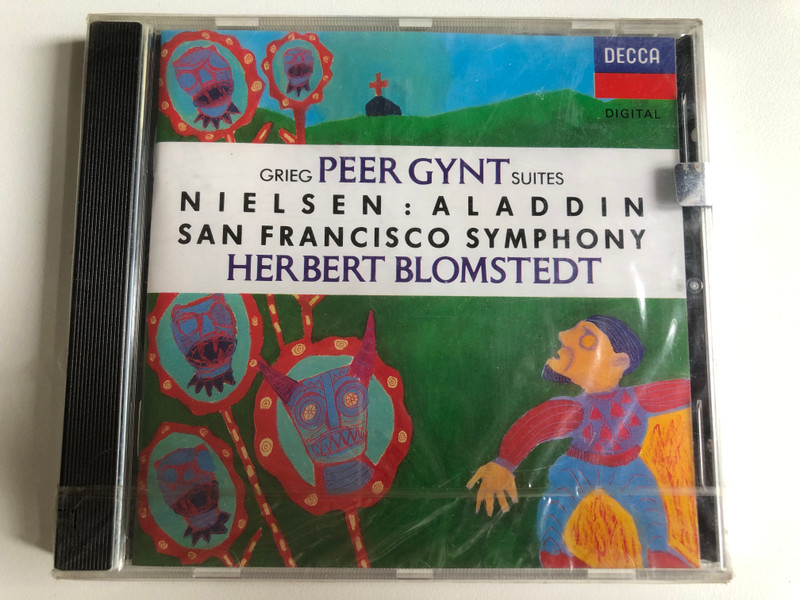 DECCA
DIGITAL
GRIEG PEER GYNT SUITES
NIELSEN : ALADDIN
SAN FRANCISCO SYMPHONY
HERBERT BLOMSTEDT